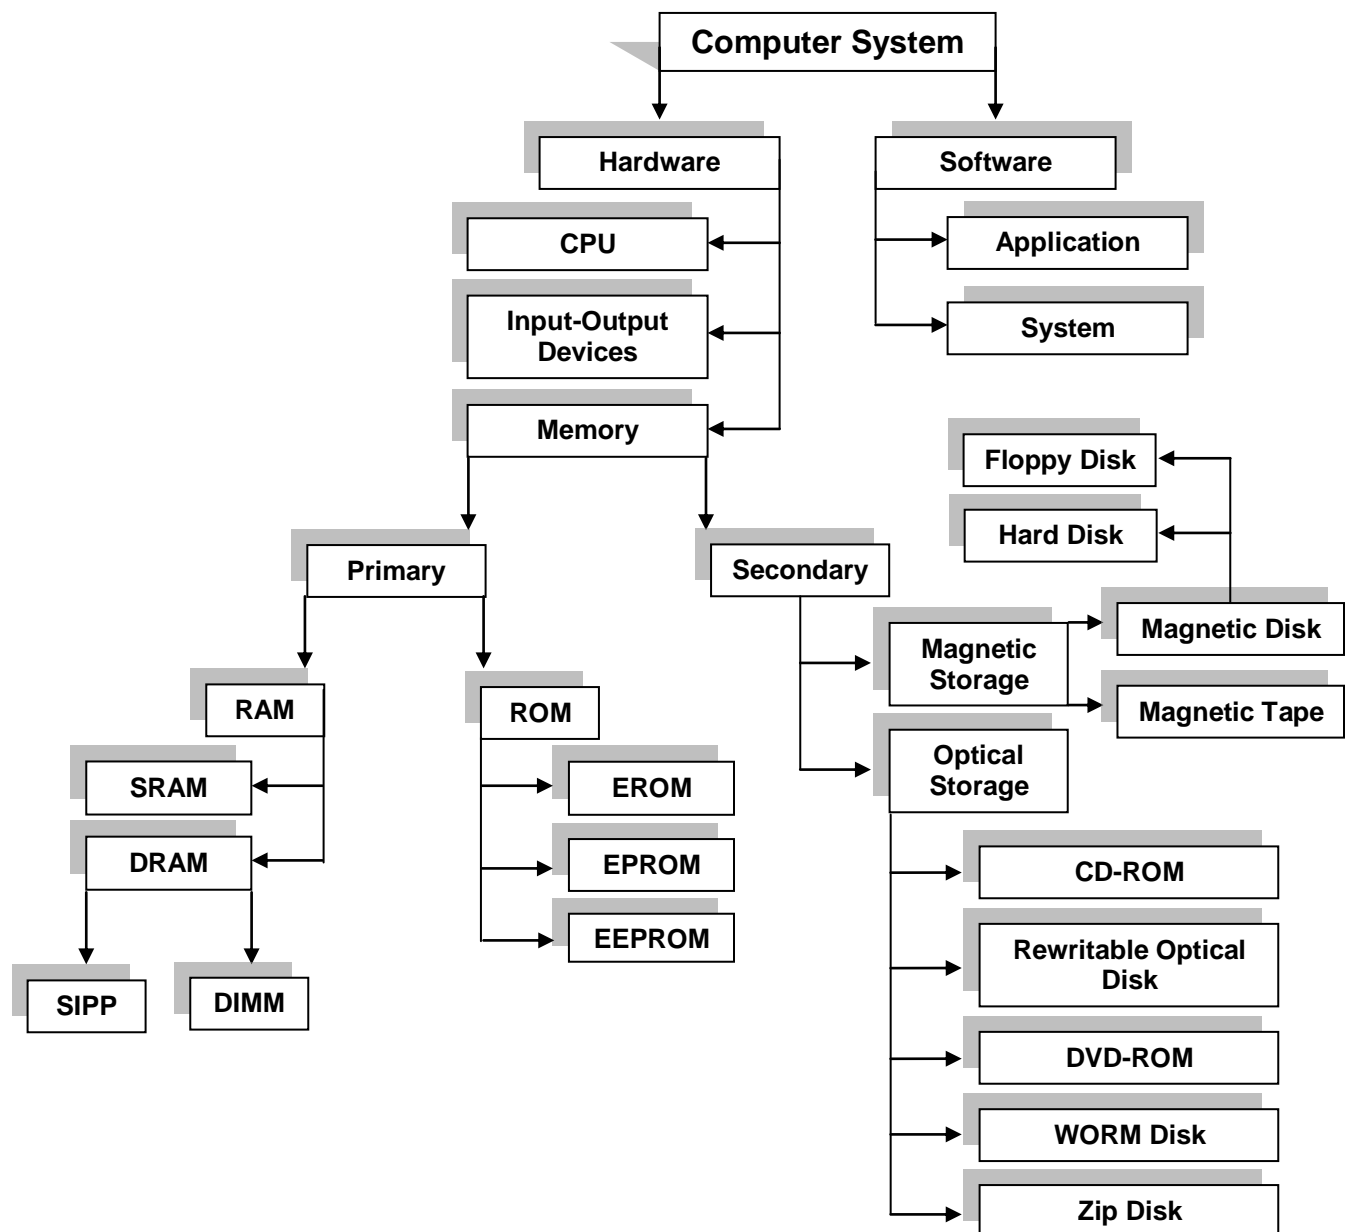 Computer System
Hardware
Software
CPU
Application
Input-Output
Devices
System
Memory
Floppy Disk
Hard Disk
Primary
Secondary
Magnetic
Storage
Magnetic Disk
Magnetic Tape
RAM
ROM
Optical
Storage
SRAM
EROM
DRAM
EPROM
CD-ROM
EEPROM
Rewritable Optical
Disk
SIPP
DIMM
DVD-ROM
WORM Disk
Zip Disk